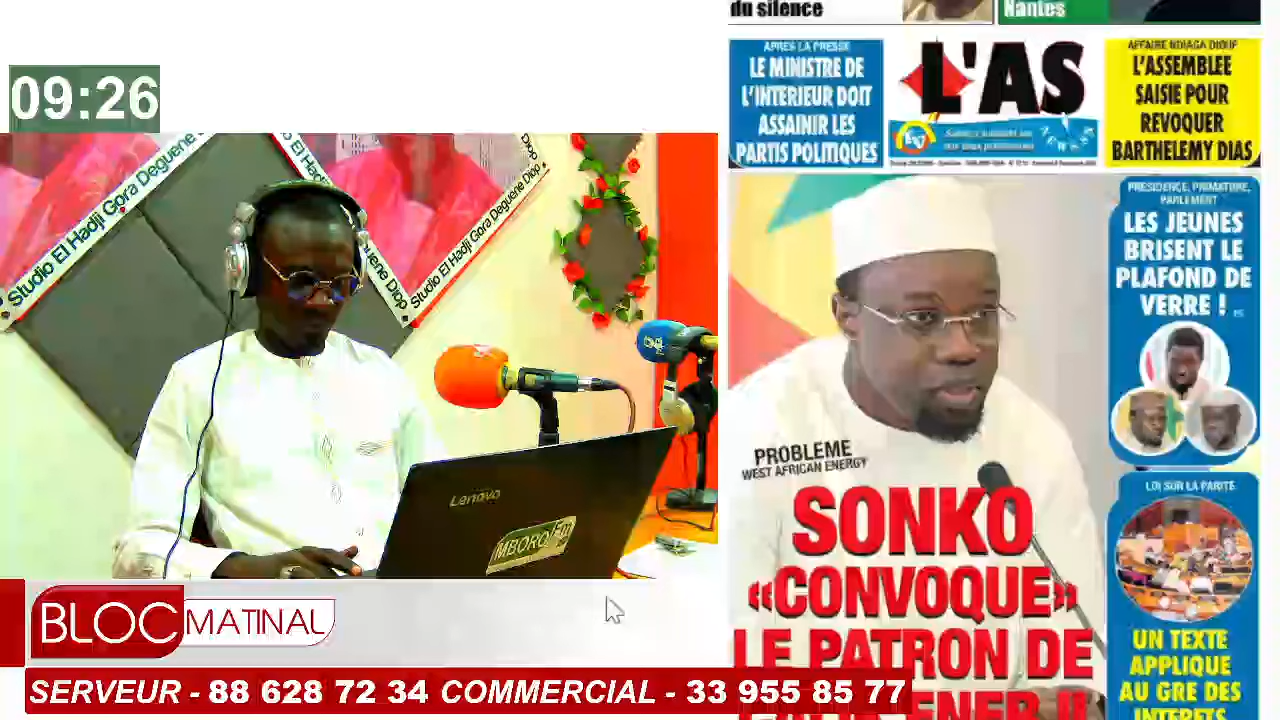 du silence
Nantes
09:26
APRES LA PRESSE
LE MINISTRE DE
L'INTERIEUR DOIT
ASSAINIR LES
PARTIS POLITIQUES
L'AS
AFFAIRE NDIAGA DIOUF
L'ASSEMBLEE
SAISIE POUR
REVOQUER
BARTHELEMY DIAS
Studio El Hadji Gora Deguene
Diop
Studio El Hadji Gora Deguene Diop
PRESIDENCE, PRIMATURE,
PARLEMENT
LES JEUNES
BRISENT LE
PLAFOND DE
VERRE !
PROBLEME
WEST AFRICAN ENERGY
SONKO
«CONVOQUE»
LE PATRON DE
LOI SUR LA PARITE
UN TEXTE
APPLIQUE
AU GRE DES
INTERETS
Lenovo
MBORO Fm
BLOC
MATINAL
SERVEUR - 88 628 72 34 COMMERCIAL - 33 955 85 77